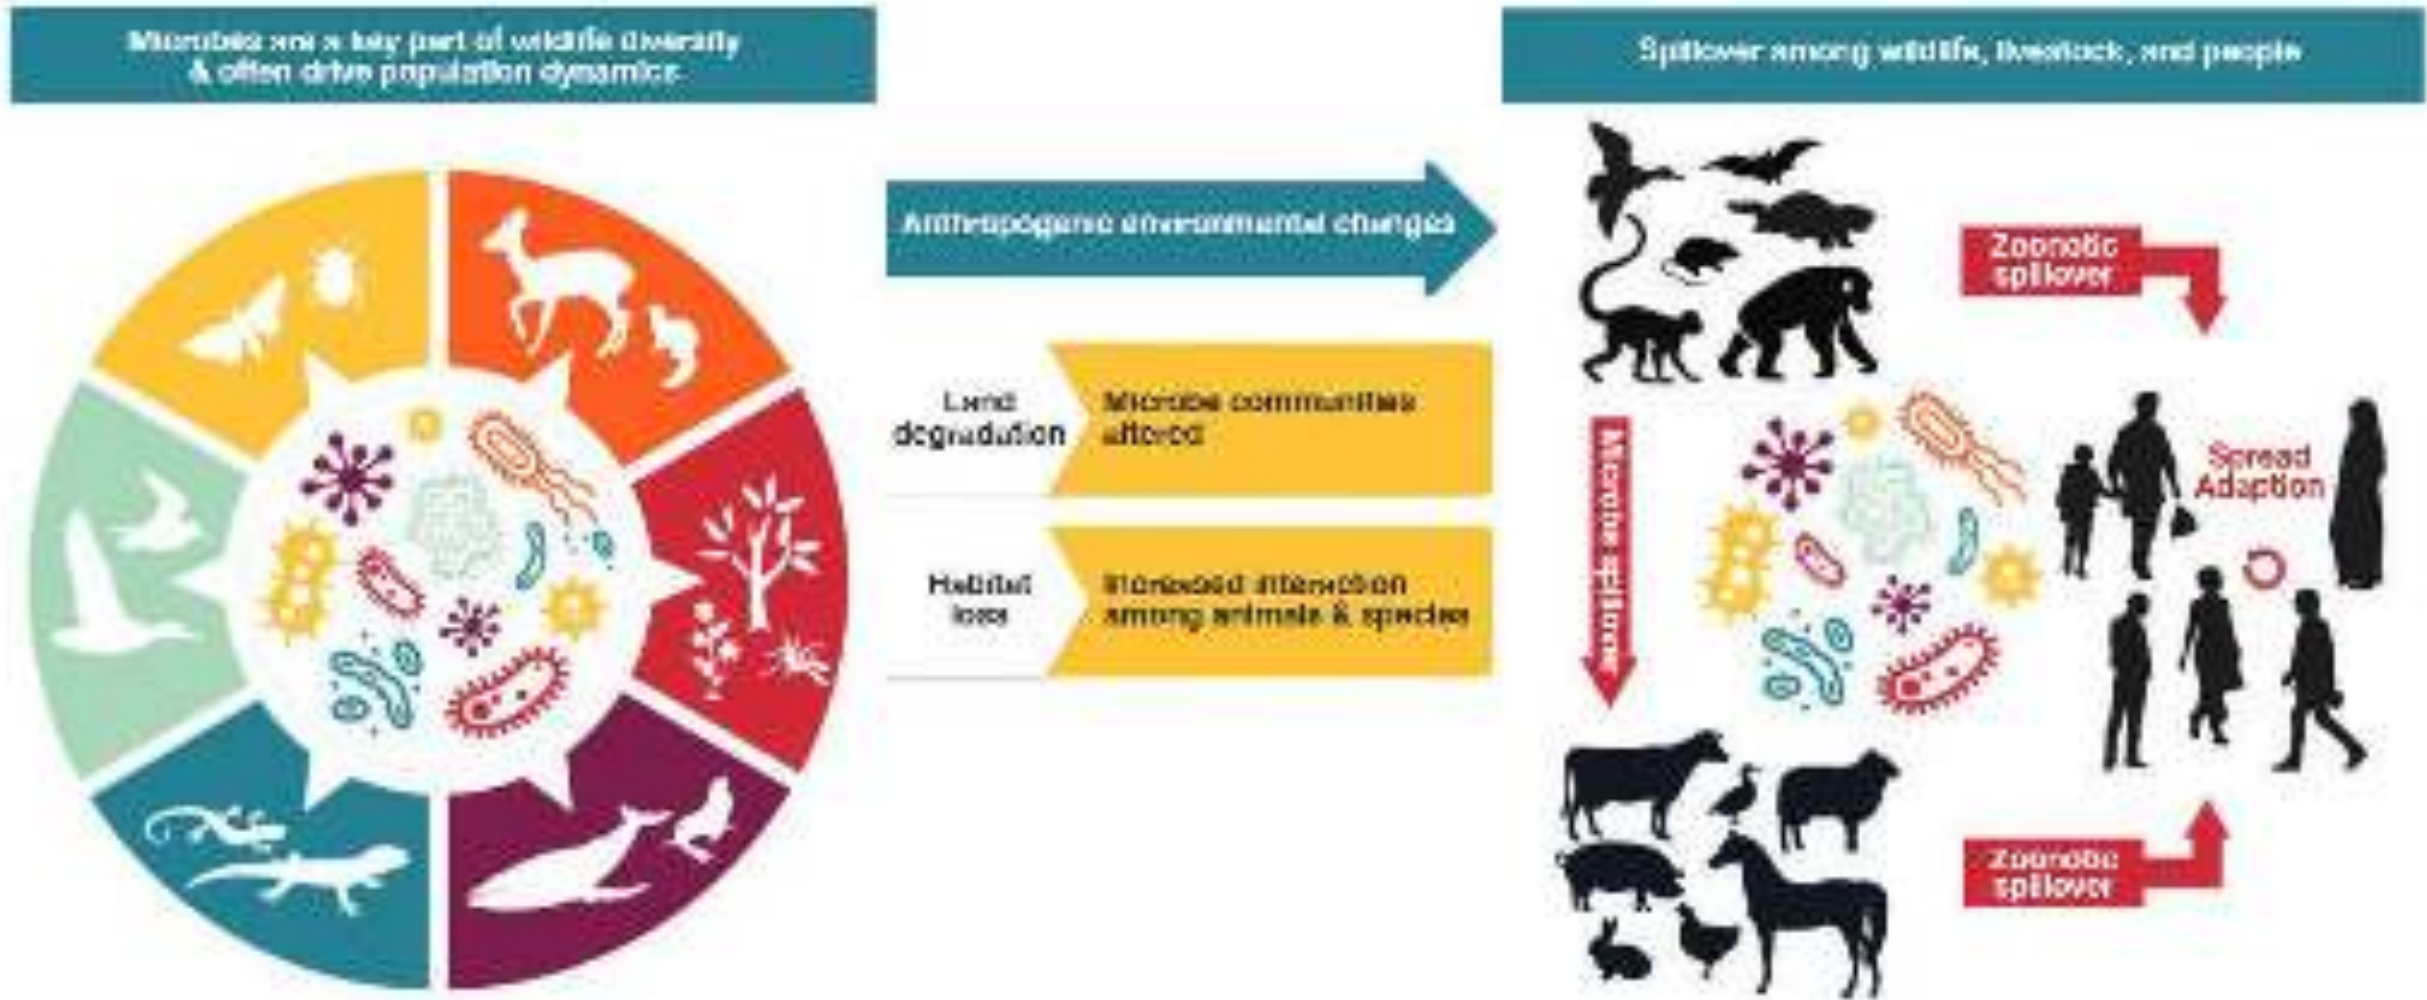 Microbes are a key part of wildlife diversity
& often drive population dynamics
Anthropogenic environmental changes
Land
degradation
Microbe communities
altered
Habitat
loss
Increased interaction
among animals & species
Spillover among wildlife, livestock, and people
Zoonotic
spillover
Microbe spillover
Spread
Adaption
Zoonotic
spillover